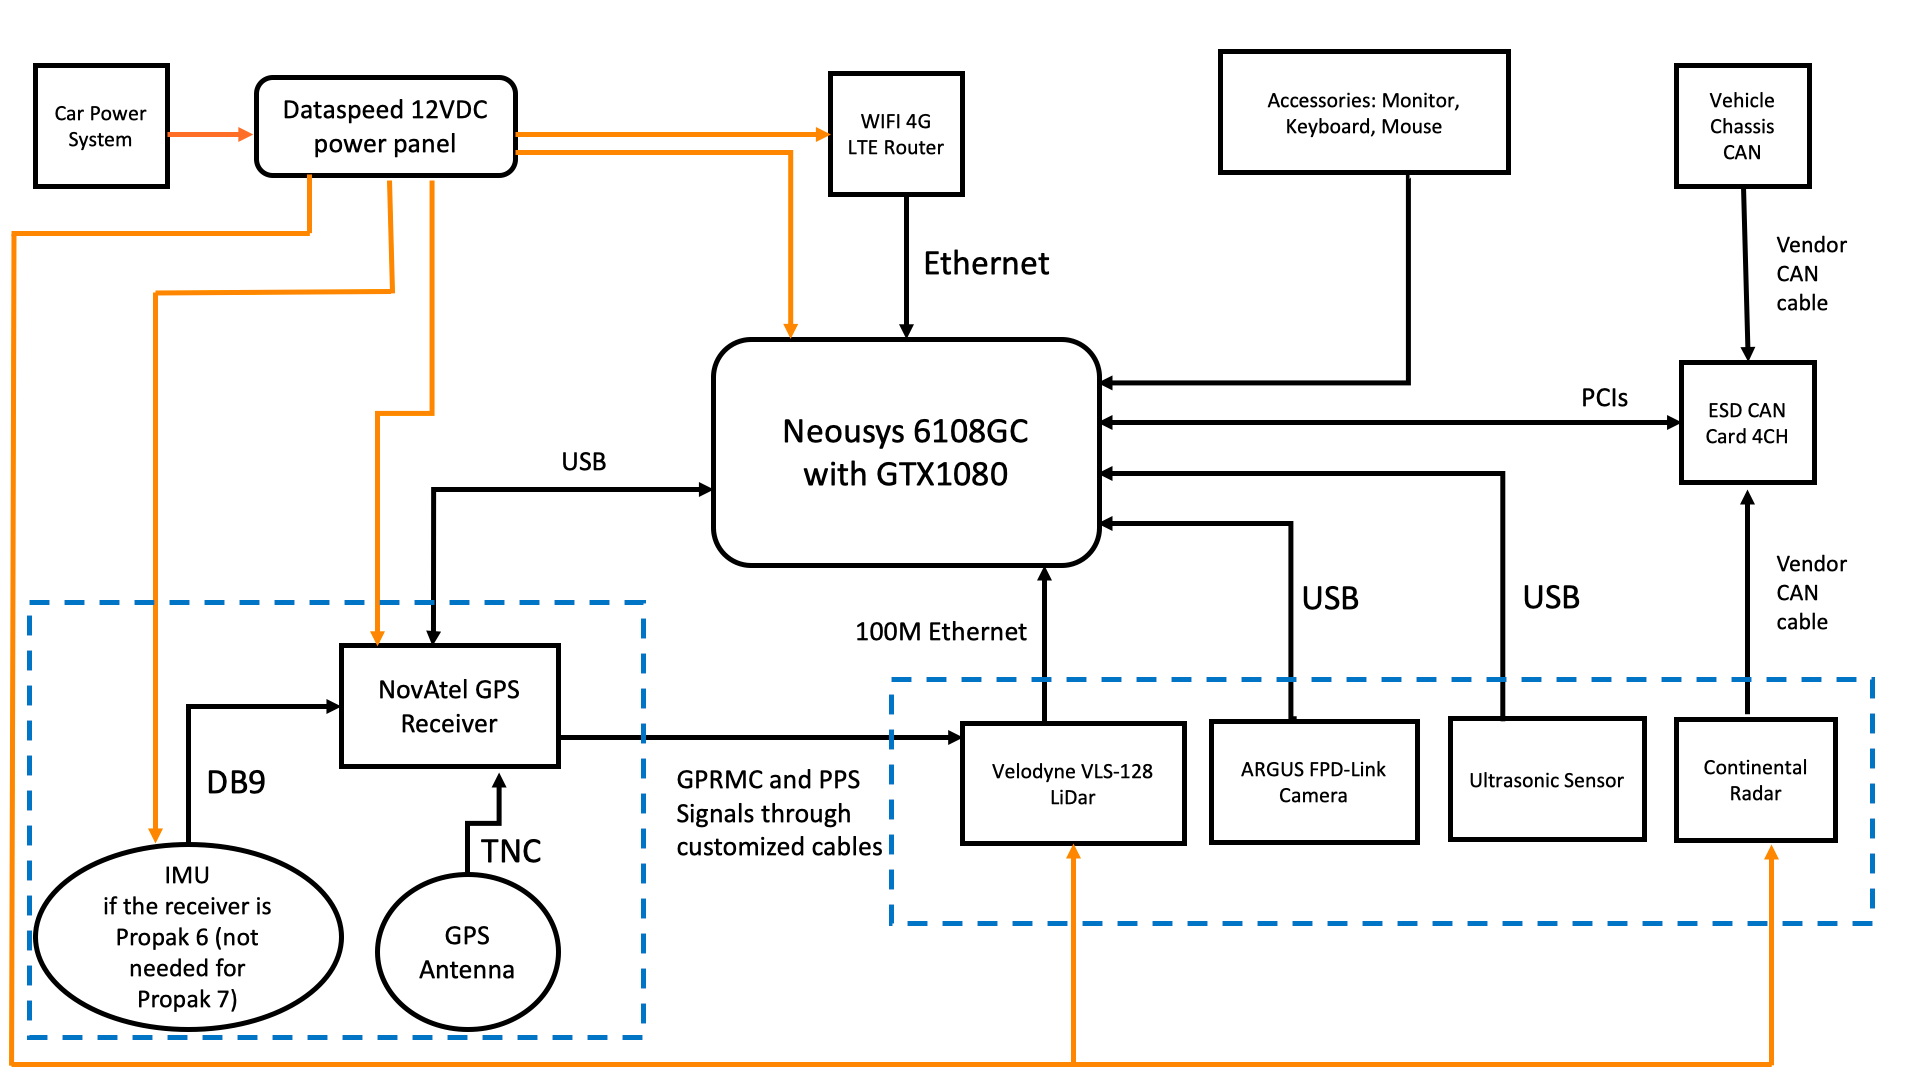 Car Power
System
Dataspeed 12VDC
power panel
WIFI 4G
LTE Router
Accessories: Monitor,
Keyboard, Mouse
Vehicle
Chassis
CAN
Ethernet
Vendor
CAN
cable
PCIs
ESD CAN
Card 4CH
Neousys 6108GC
with GTX1080
USB
100M Ethernet
USB
USB
Vendor
CAN
cable
NovAtel GPS
Receiver
DB9
TNC
GPRMC and PPS
Signals through
customized cables
Velodyne VLS-128
LiDar
ARGUS FPD-Link
Camera
Ultrasonic Sensor
Continental
Radar
IMU
if the receiver is
Propak 6 (not
needed for
Propak 7)
GPS
Antenna